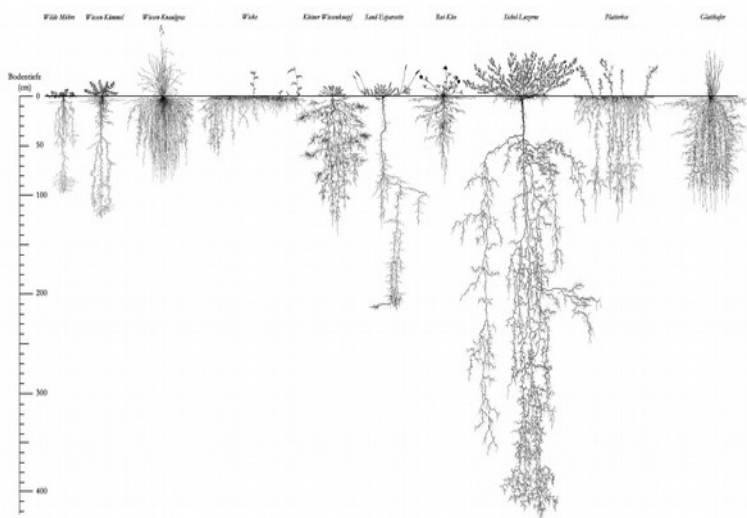 Wilde Möhre
Wiesen-Kümmel
Wiesen-Knaulgras
Wicke
Kleiner Wiesenknopf
Sand-Esparsette
Rot-Klee
Sichel-Luzerne
Platterbse
Glatthafer
Bodentiefe
[cm]
0
50
100
200
300
400